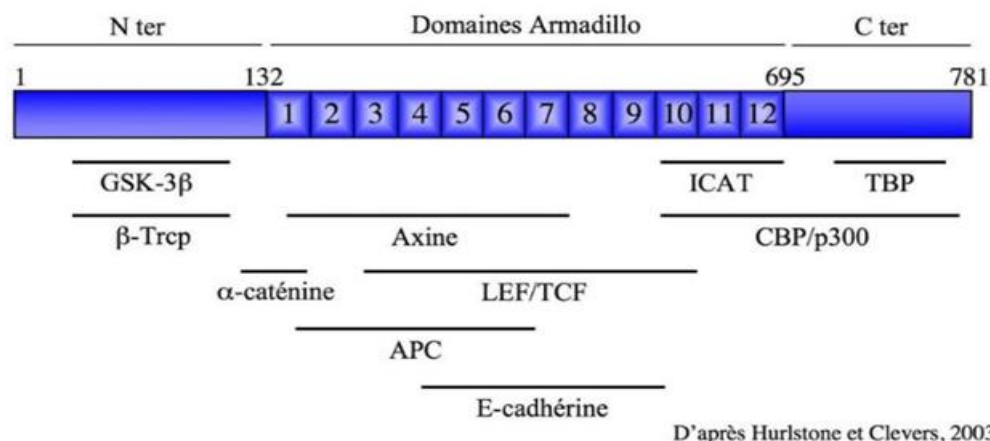 N ter Domaines Armadillo C ter
1 132 695 781
1 2 3 4 5 6 7 8 9 10 11 12
GSK-3β ICAT TBP
β-Trcp Axine CBP/p300
α-caténine LEF/TCF
APC
E-cadhérine
D'après Hurlstone et Clevers, 2003